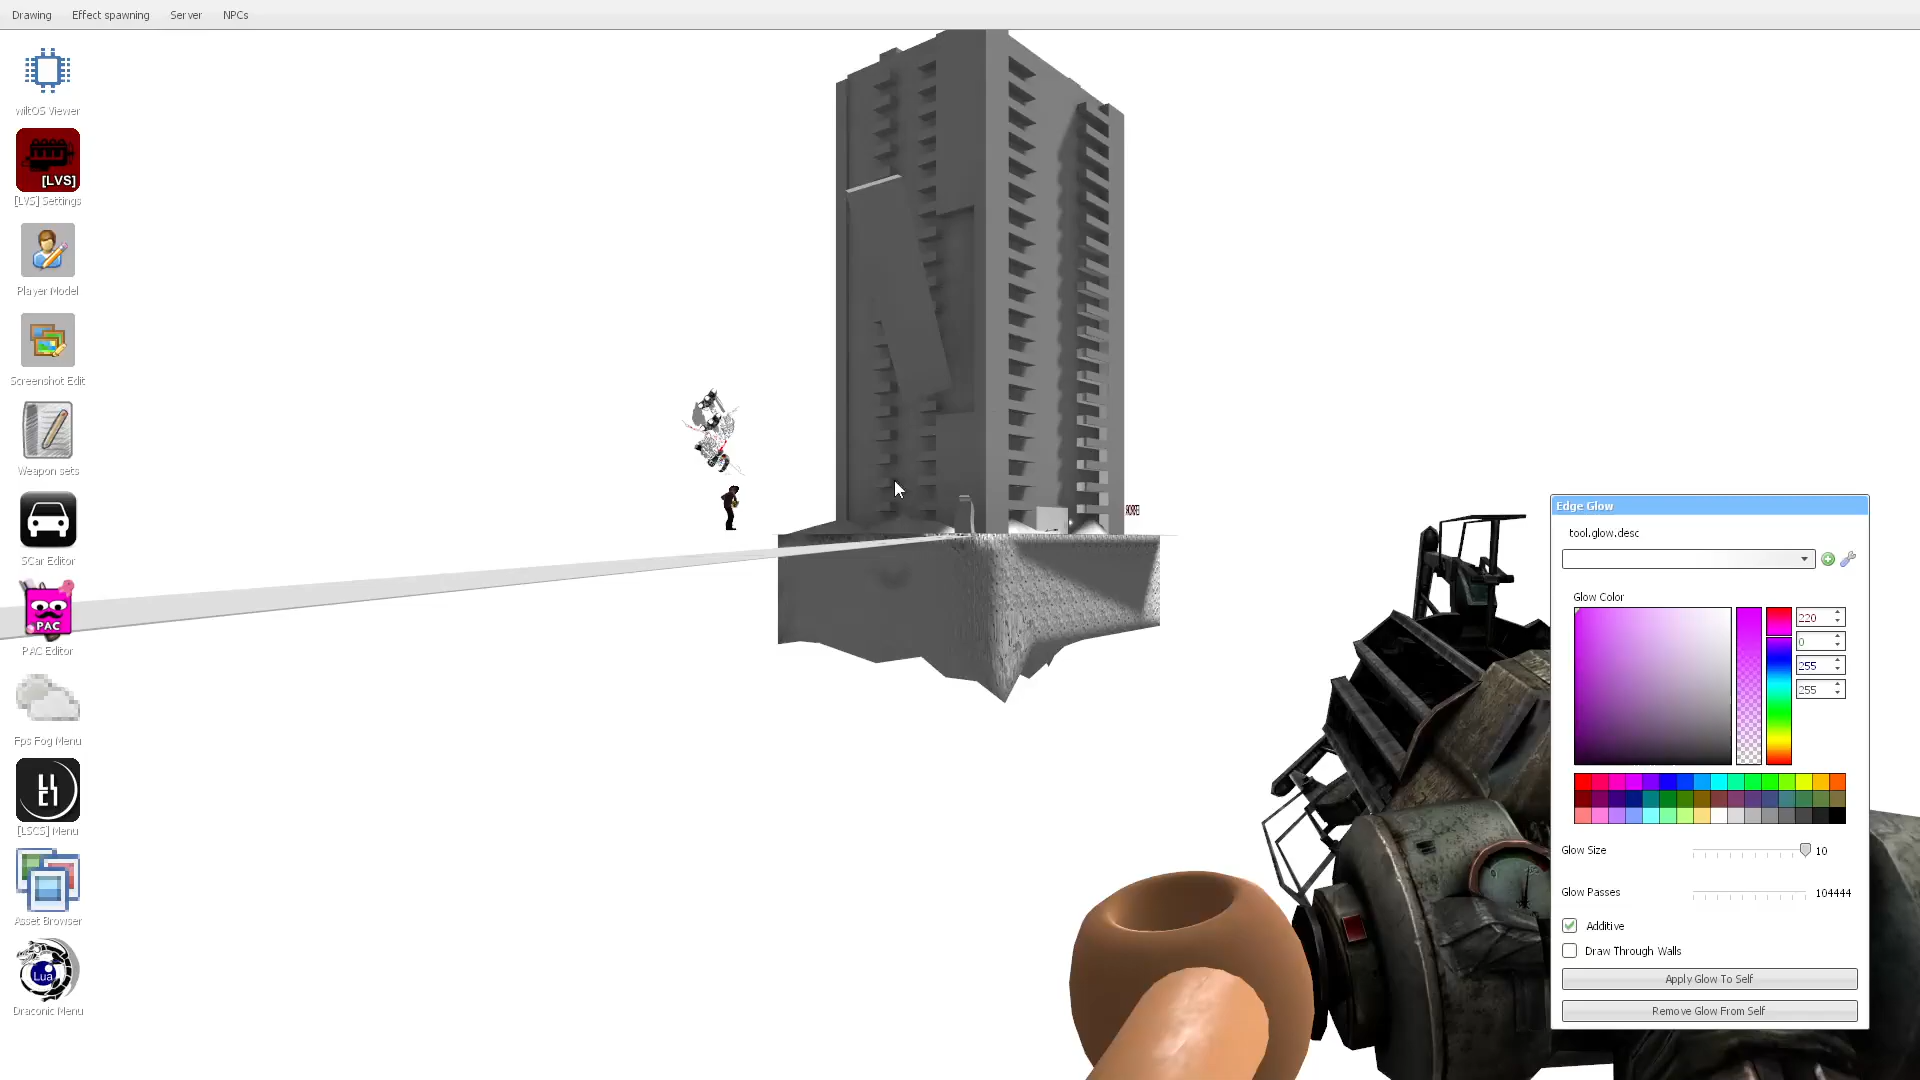 Drawing Effect spawning Server NPCs
wiltOS Viewer
[LVS]
[LVS] Settings
Player Model
Screenshot Edit
Weapon sets
SCar Editor
PAC
PAC Editor
Fps Fog Menu
[LSCS] Menu
Asset Browser
Lua
Draconic Menu
Edge Glow
tool.glow.desc
Glow Color
220
0
255
255
Glow Size 10
Glow Passes 104444
Additive
Draw Through Walls
Apply Glow To Self
Remove Glow From Self